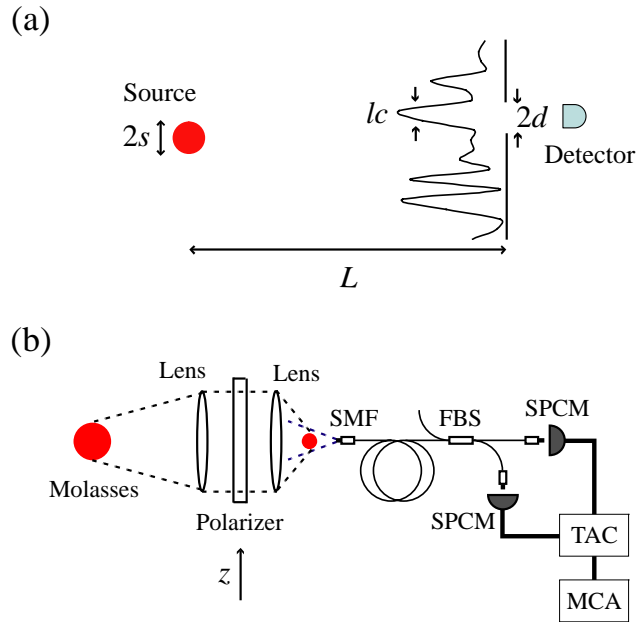 (a)
Source
2s
lc
2d
Detector
L
(b)
Lens
Lens
SMF
FBS
SPCM
Molasses
Polarizer
SPCM
TAC
z
MCA